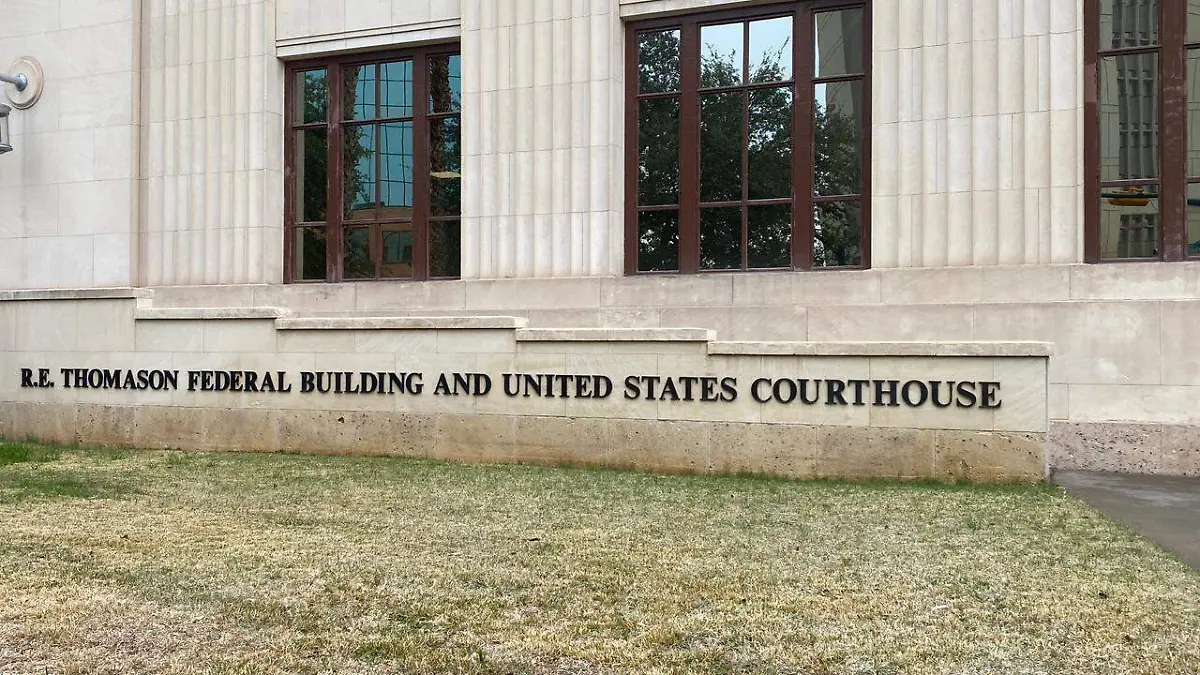 R.E. THOMASON FEDERAL BUILDING AND UNITED STATES COURTHOUSE